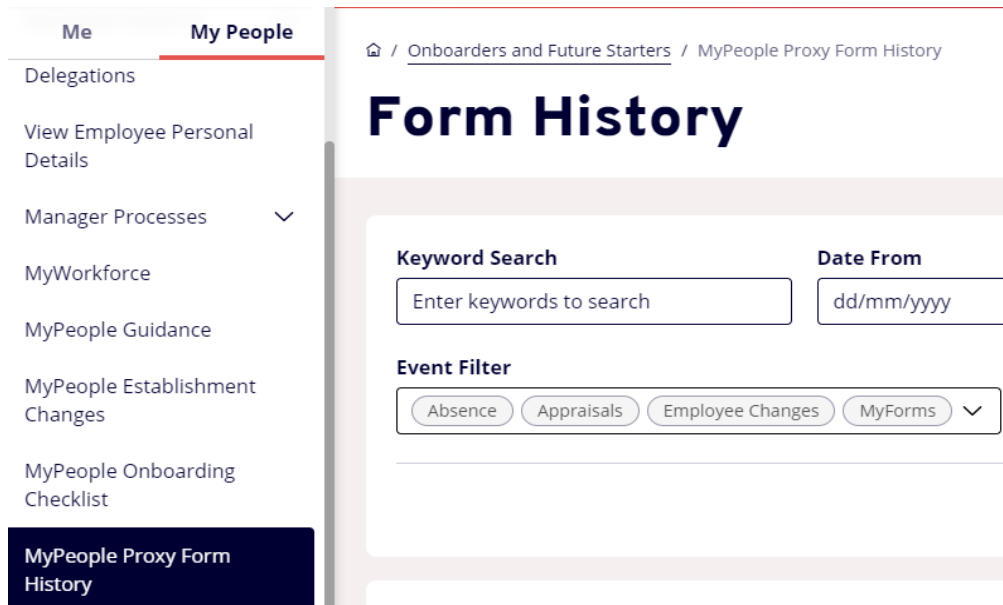 Me My People
Delegations
View Employee Personal
Details
Manager Processes
MyWorkforce
MyPeople Guidance
MyPeople Establishment
Changes
MyPeople Onboarding
Checklist
MyPeople Proxy Form
History
/ Onboarders and Future Starters / MyPeople Proxy Form History
Form History
Keyword Search Date From
Enter keywords to search dd/mm/yyyy
Event Filter
Absence Appraisals Employee Changes MyForms